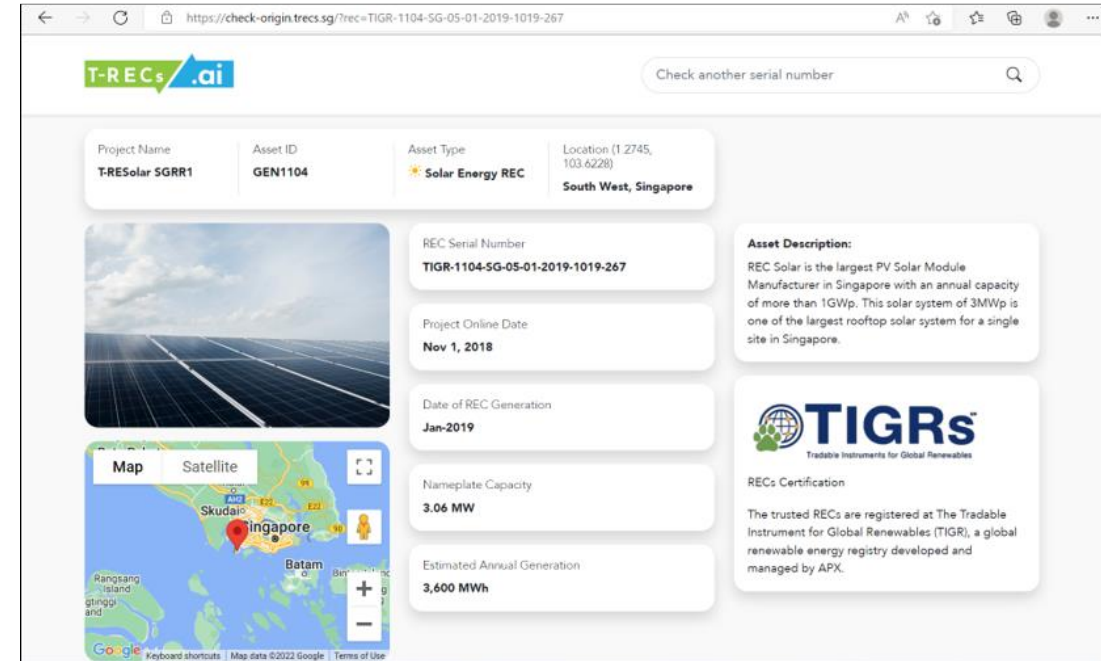 https://check-origin.trecs.sg/?rec=TIGR-1104-SG-05-01-2019-1019-267
T-RECs .ai
Check another serial number
Project Name
T-RESolar SGRR1
Asset ID
GEN1104
Asset Type
Solar Energy REC
Location (1.2745,
103.6228)
South West, Singapore
REC Serial Number
TIGR-1104-SG-05-01-2019-1019-267
Project Online Date
Nov 1, 2018
Date of REC Generation
Jan-2019
Nameplate Capacity
3.06 MW
Estimated Annual Generation
3,600 MWh
Asset Description:
REC Solar is the largest PV Solar Module
Manufacturer in Singapore with an annual capacity
of more than 1GWp. This solar system of 3MWp is
one of the largest rooftop solar system for a single
site in Singapore.
TIGRs
Tradable Instruments for Global Renewables
RECs Certification
The trusted RECs are registered at The Tradable
Instrument for Global Renewables (TIGR), a global
renewable energy registry developed and
managed by APX.
Map Satellite
Skudai
AH2
E22
E22
Singapore
Batam
Rangsang
Island
Google
Keyboard shortcuts
Map data ©2022 Google
Terms of Use